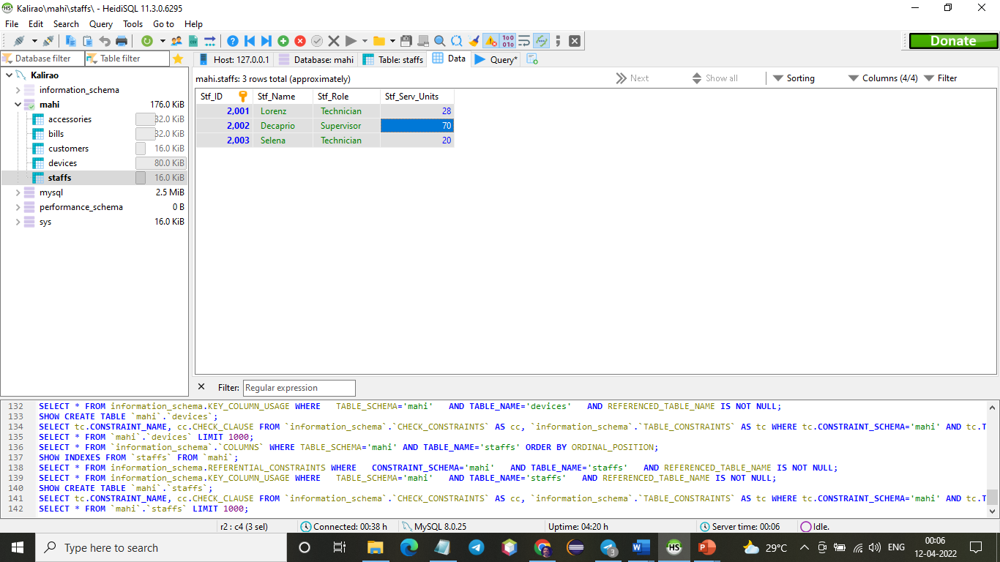 Kalirao\mahi\staffs\ - HeidiSQL 11.3.0.6295
File Edit Search Query Tools Go to Help
Donate
Database filter Table filter Host: 127.0.0.1 Database: mahi Table: staffs Data Query*
Kalirao
information_schema
mahi 176.0 KiB
accessories 32.0 KiB
bills 32.0 KiB
customers 16.0 KiB
devices 80.0 KiB
staffs 16.0 KiB
mysql 2.5 MiB
performance_schema 0 B
sys 16.0 KiB
mahi.staffs: 3 rows total (approximately) Next Show all Sorting Columns (4/4) Filter
Stf_ID Stf_Name Stf_Role Stf_Serv_Units
2,001 Lorenz Technician 28
2,002 Decaprio Supervisor 70
2,003 Selena Technician 20
Filter: Regular expression
132 SELECT * FROM information_schema.KEY_COLUMN_USAGE WHERE TABLE_SCHEMA='mahi' AND TABLE_NAME='devices' AND REFERENCED_TABLE_NAME IS NOT NULL;
133 SHOW CREATE TABLE `mahi`.`devices`;
134 SELECT tc.CONSTRAINT_NAME, cc.CHECK_CLAUSE FROM `information_schema`.`CHECK_CONSTRAINTS` AS cc, `information_schema`.`TABLE_CONSTRAINTS` AS tc WHERE tc.CONSTRAINT_SCHEMA='mahi' AND tc.T
135 SELECT * FROM `mahi`.`devices` LIMIT 1000;
136 SELECT * FROM `information_schema`.`COLUMNS` WHERE TABLE_SCHEMA='mahi' AND TABLE_NAME='staffs' ORDER BY ORDINAL_POSITION;
137 SHOW INDEXES FROM `staffs` FROM `mahi`;
138 SELECT * FROM information_schema.REFERENTIAL_CONSTRAINTS WHERE CONSTRAINT_SCHEMA='mahi' AND TABLE_NAME='staffs' AND REFERENCED_TABLE_NAME IS NOT NULL;
139 SELECT * FROM information_schema.KEY_COLUMN_USAGE WHERE TABLE_SCHEMA='mahi' AND TABLE_NAME='staffs' AND REFERENCED_TABLE_NAME IS NOT NULL;
140 SHOW CREATE TABLE `mahi`.`staffs`;
141 SELECT tc.CONSTRAINT_NAME, cc.CHECK_CLAUSE FROM `information_schema`.`CHECK_CONSTRAINTS` AS cc, `information_schema`.`TABLE_CONSTRAINTS` AS tc WHERE tc.CONSTRAINT_SCHEMA='mahi' AND tc.T
142 SELECT * FROM `mahi`.`staffs` LIMIT 1000;
r2 : c4 (3 sel) Connected: 00:38 h MySQL 8.0.25 Uptime: 04:20 h Server time: 00:06 Idle.
Type here to search 3 HS 29°C ENG 00:06
12-04-2022